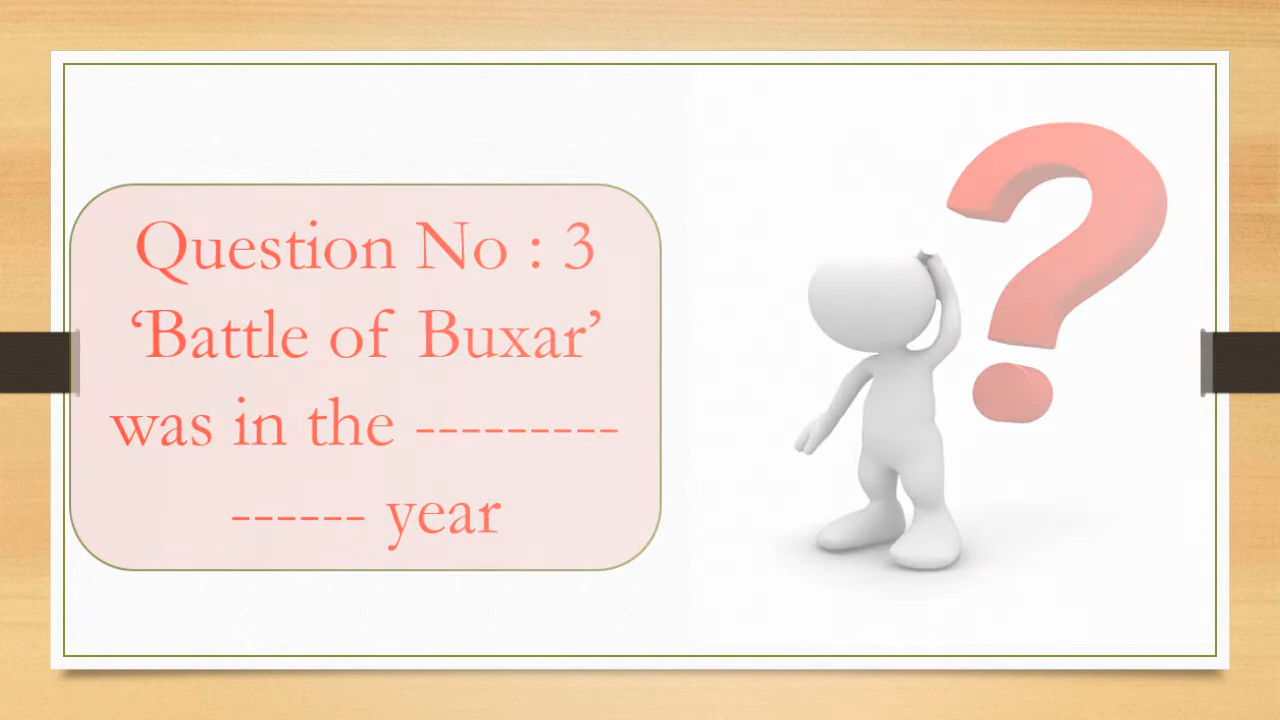 Question No : 3
‘Battle of Buxar’
was in the ---------
------ year